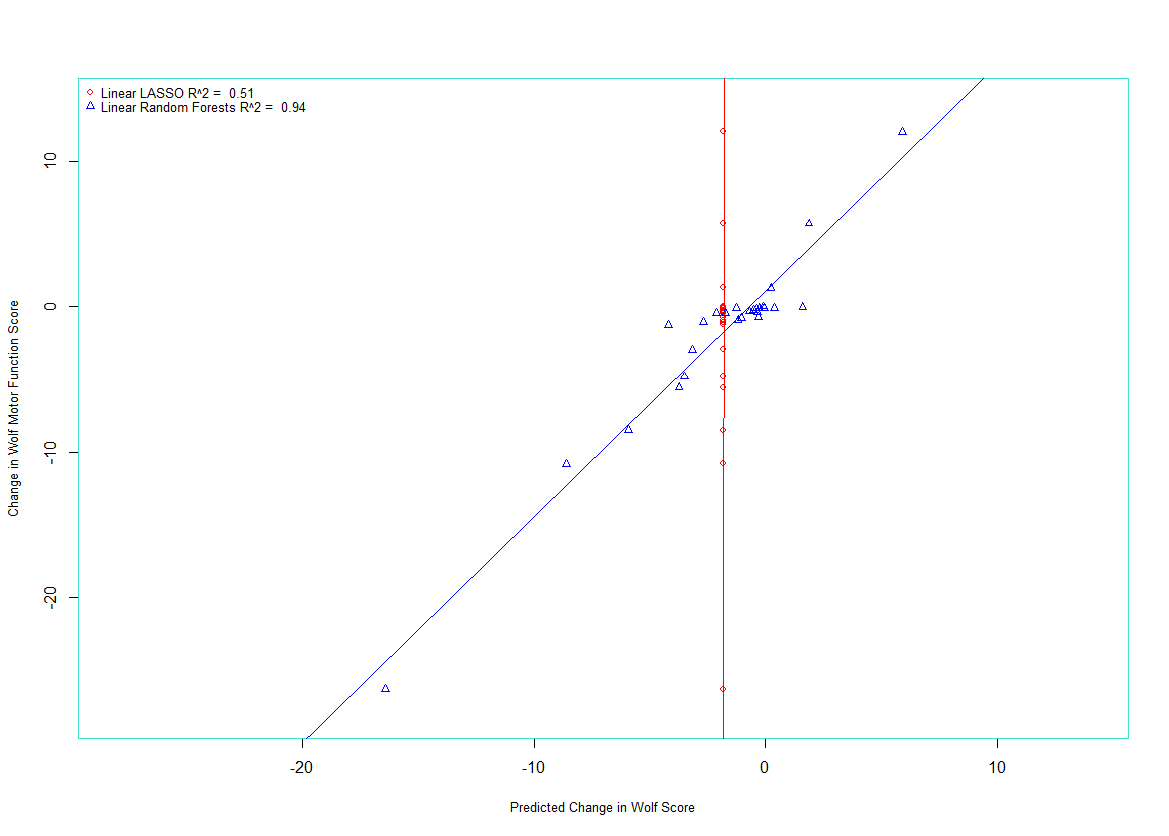 Linear LASSO R^2 = 0.51
Linear Random Forests R^2 = 0.94
10
0
-10
-20
Change in Wolf Motor Function Score
-20
-10
0
10
Predicted Change in Wolf Score